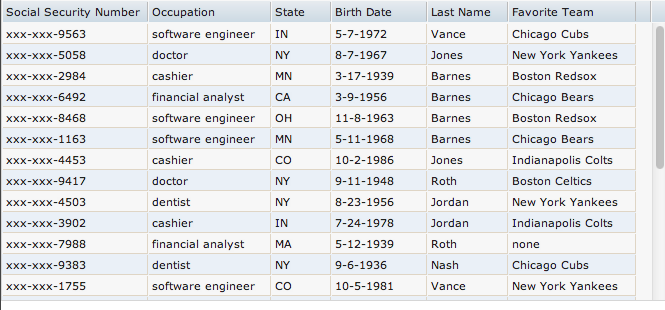 Social Security Number Occupation State Birth Date Last Name Favorite Team
xxx-xxx-9563 software engineer IN 5-7-1972 Vance Chicago Cubs
xxx-xxx-5058 doctor NY 8-7-1967 Jones New York Yankees
xxx-xxx-2984 cashier MN 3-17-1939 Barnes Boston Redsox
xxx-xxx-6492 financial analyst CA 3-9-1956 Barnes Chicago Bears
xxx-xxx-8468 software engineer OH 11-8-1963 Barnes Boston Redsox
xxx-xxx-1163 software engineer MN 5-11-1968 Barnes Chicago Bears
xxx-xxx-4453 cashier CO 10-2-1986 Jones Indianapolis Colts
xxx-xxx-9417 doctor NY 9-11-1948 Roth Boston Celtics
xxx-xxx-4503 dentist NY 8-23-1956 Jordan New York Yankees
xxx-xxx-3902 cashier IN 7-24-1978 Jordan Indianapolis Colts
xxx-xxx-7988 financial analyst MA 5-12-1939 Roth none
xxx-xxx-9383 dentist NY 9-6-1936 Nash Chicago Cubs
xxx-xxx-1755 software engineer CO 10-5-1981 Vance New York Yankees